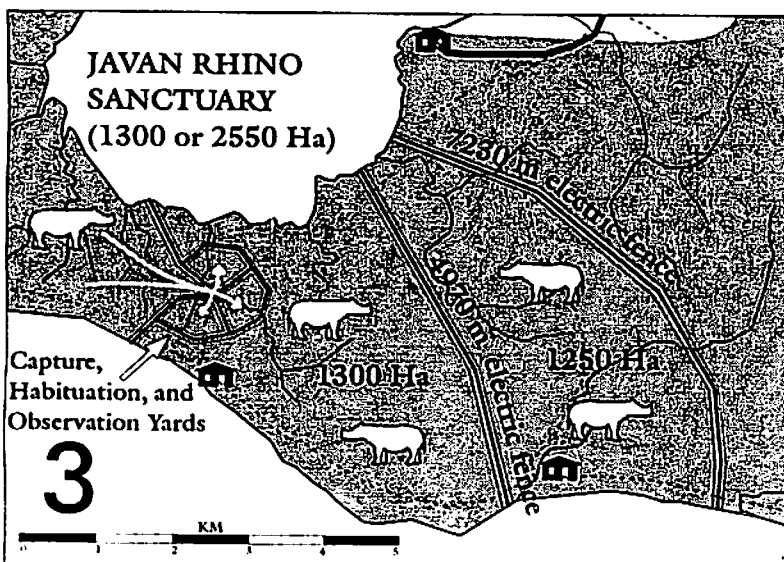 JAVAN RHINO
SANCTUARY
(1300 or 2550 Ha)
7230 m electric fence
4970 m electric fence
1250 Ha
1300 Ha
Capture,
Habituation, and
Observation Yards
3
KM
0 1 2 3 4 5